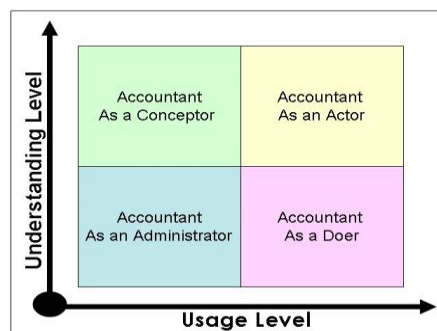 Understanding Level
Accountant
As a Conceptor
Accountant
As an Actor
Accountant
As an Administrator
Accountant
As a Doer
Usage Level